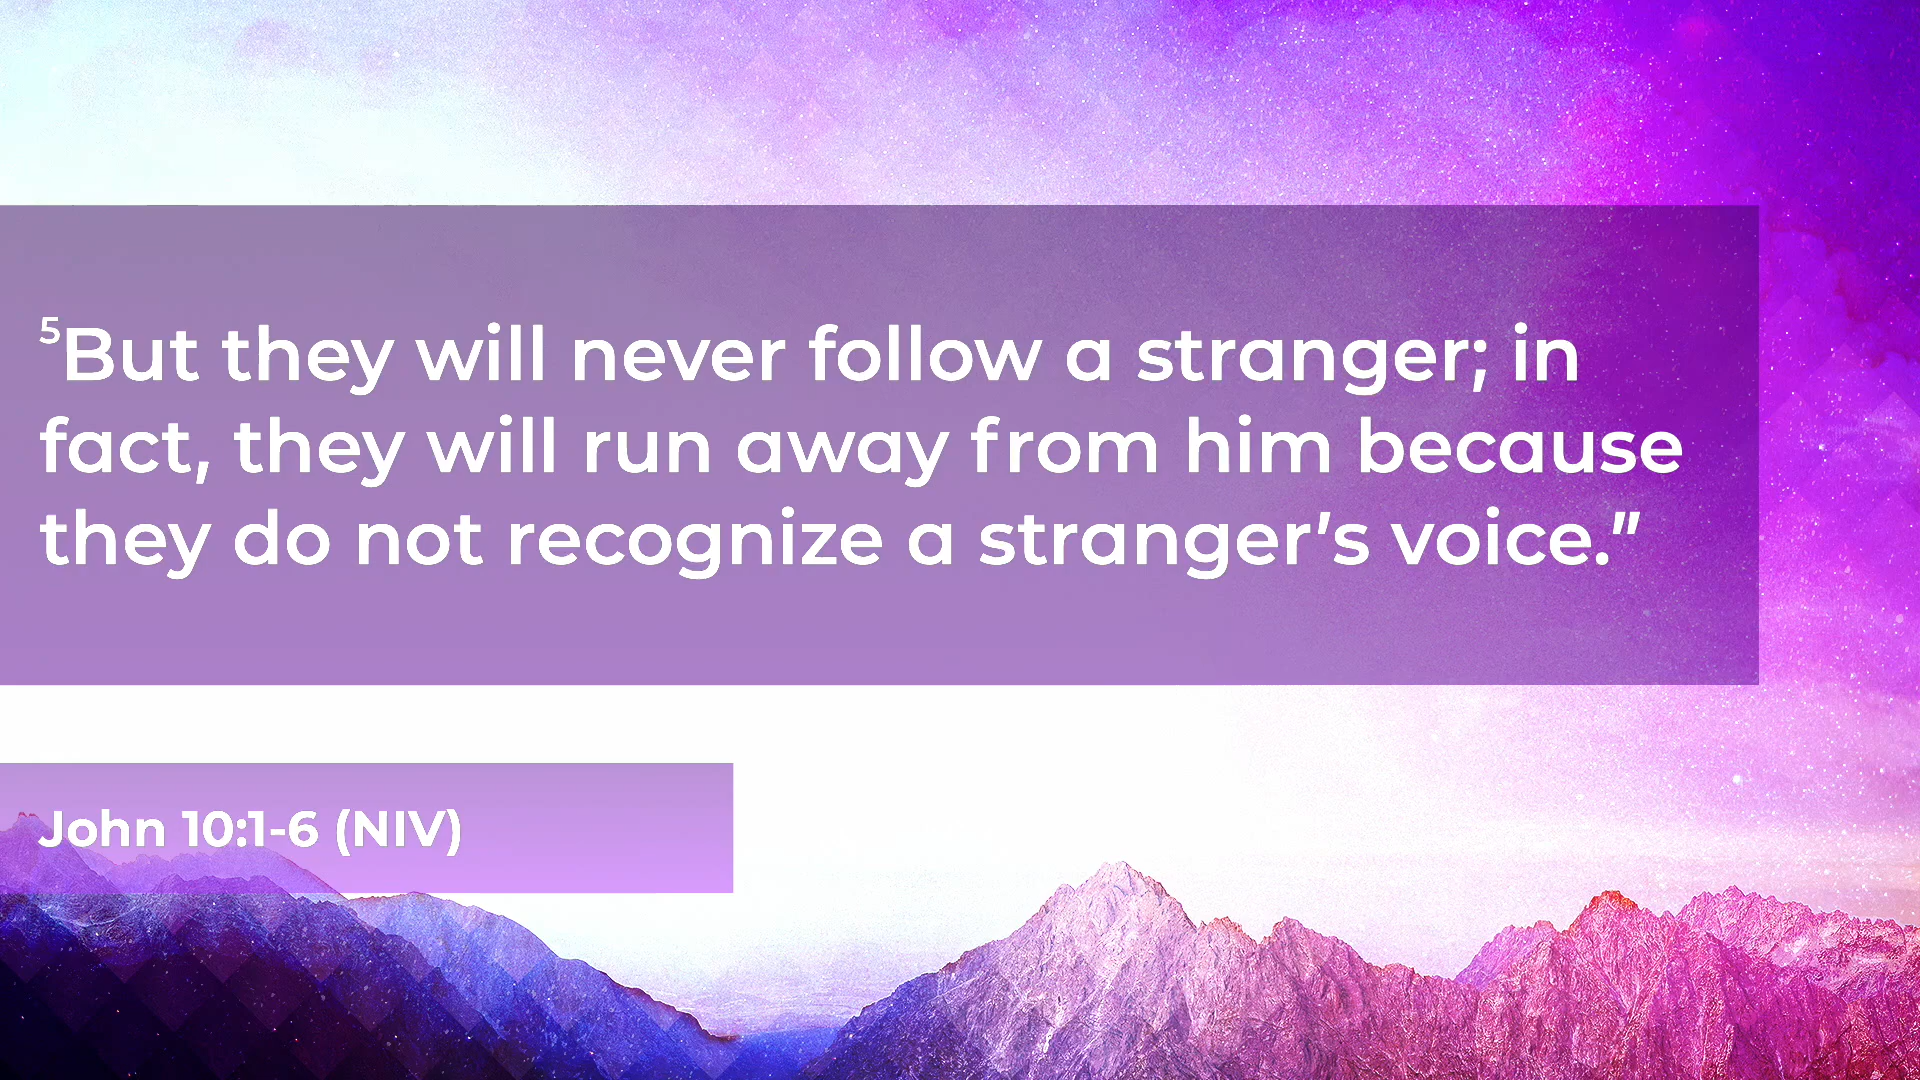 ⁵But they will never follow a stranger; in
fact, they will run away from him because
they do not recognize a stranger’s voice.”
John 10:1-6 (NIV)